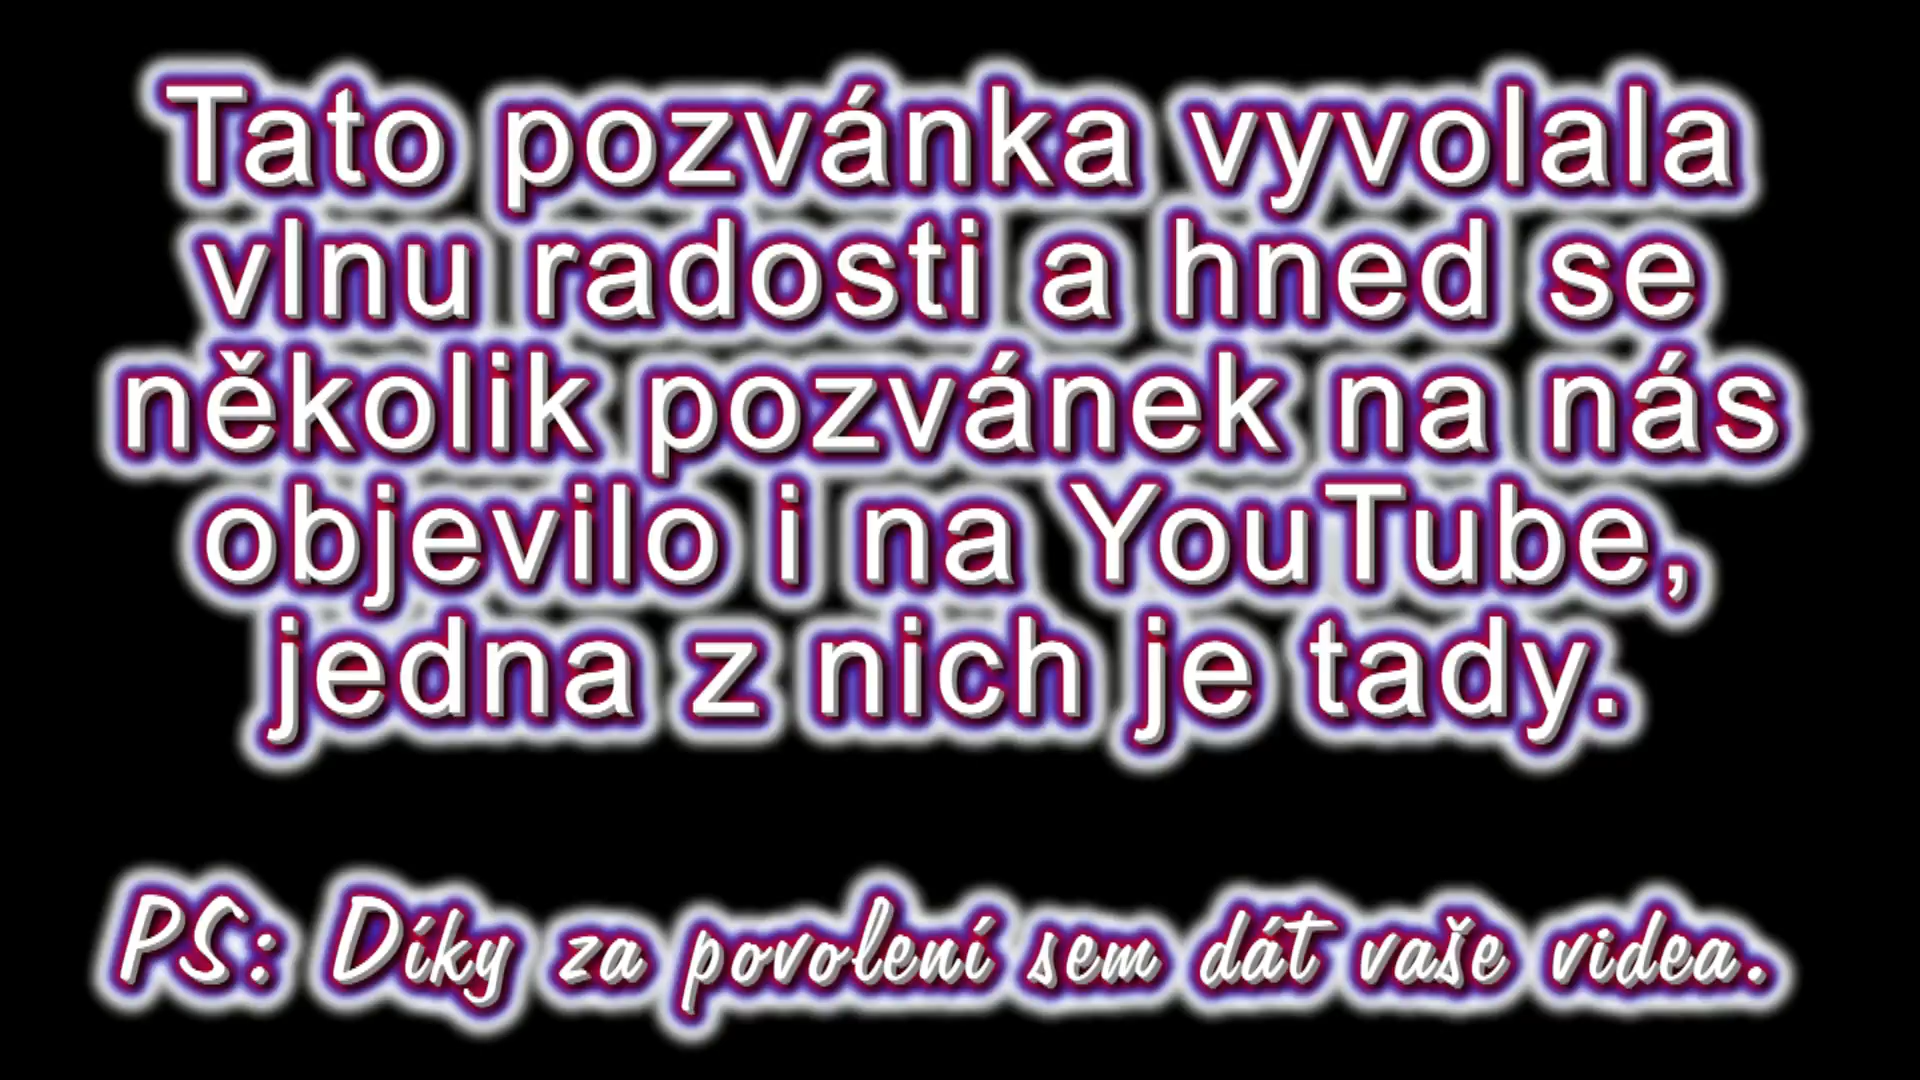 Tato pozvánka vyvolala
vlnu radosti a hned se
několik pozvánek na nás
objevilo i na YouTube,
jedna z nich je tady.
PS: Díky za povolení sem dát vaše videa.